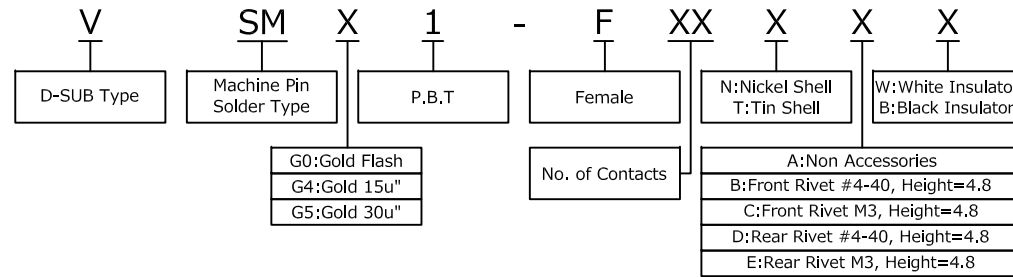 V SM X 1 - F XX X X X
D-SUB Type
Machine Pin
Solder Type
P.B.T
Female
N:Nickel Shell
T:Tin Shell
W:White Insulato
B:Black Insulator
G0:Gold Flash
G4:Gold 15u"
G5:Gold 30u"
No. of Contacts
A:Non Accessories
B:Front Rivet #4-40, Height=4.8
C:Front Rivet M3, Height=4.8
D:Rear Rivet #4-40, Height=4.8
E:Rear Rivet M3, Height=4.8